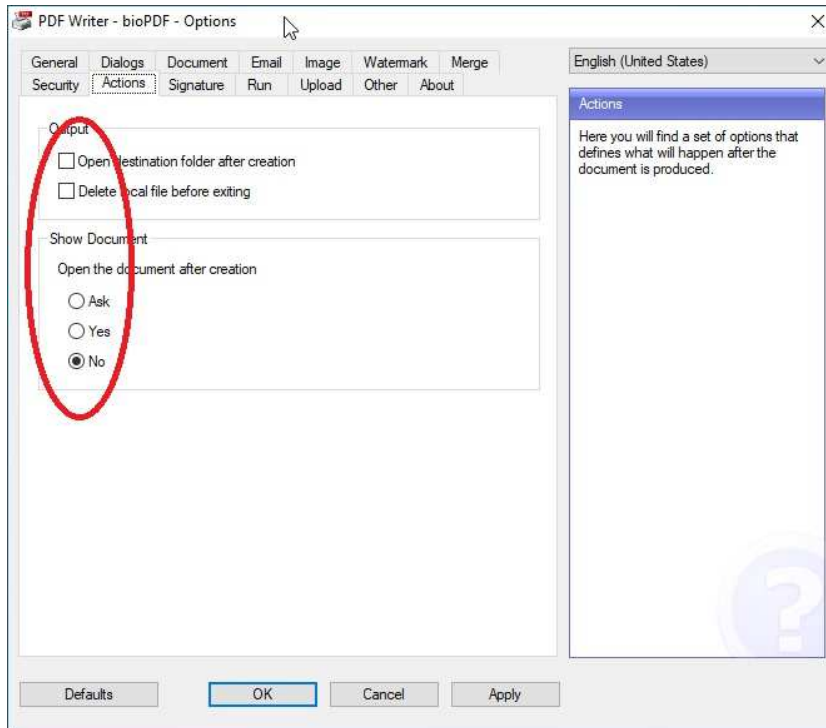 PDF Writer - bioPDF - Options
General Dialogs Document Email Image Watermark Merge
Security Actions Signature Run Upload Other About
English (United States)
Actions
Here you will find a set of options that
defines what will happen after the
document is produced.
Output
Open destination folder after creation
Delete local file before exiting
Show Document
Open the document after creation
Ask
Yes
No
Defaults OK Cancel Apply